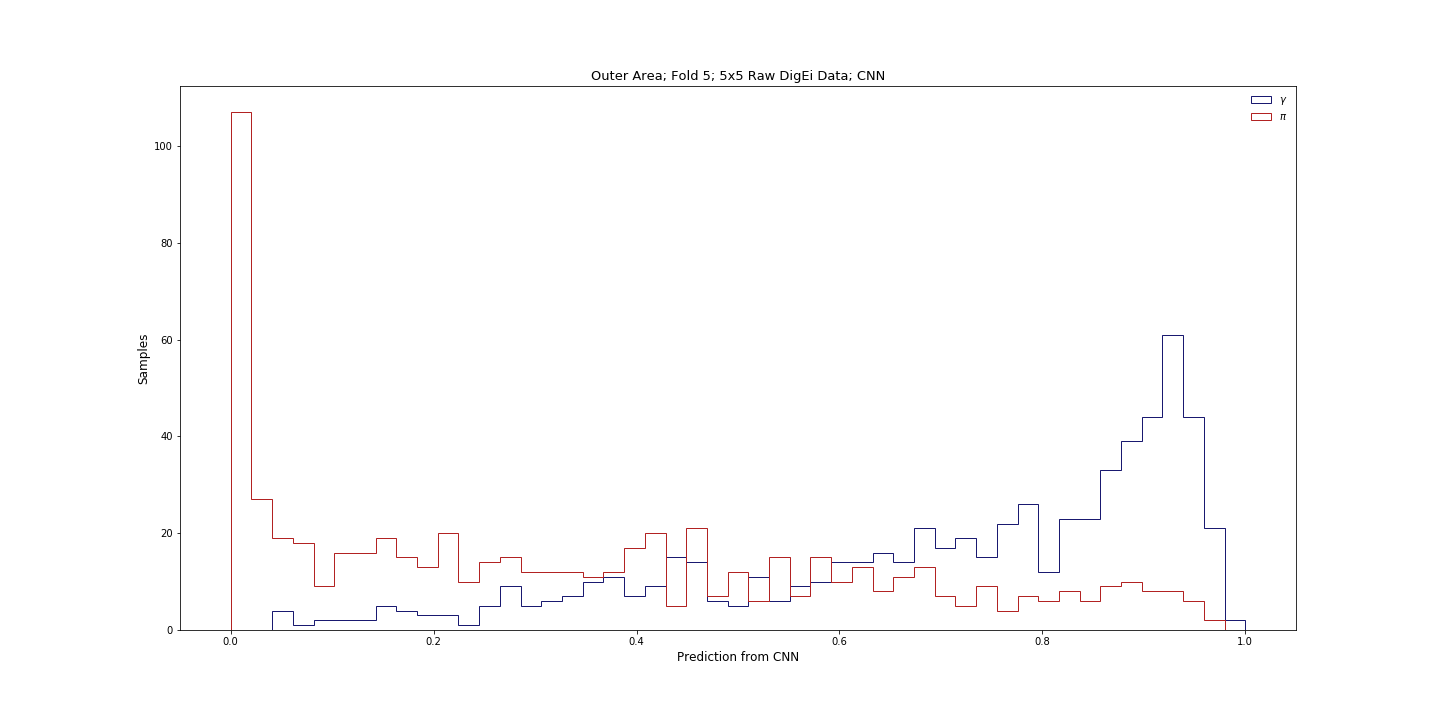 Outer Area; Fold 5; 5x5 Raw DigEi Data; CNN
γ
π
100
80
60
40
20
0
Samples
0.0 0.2 0.4 0.6 0.8 1.0
Prediction from CNN